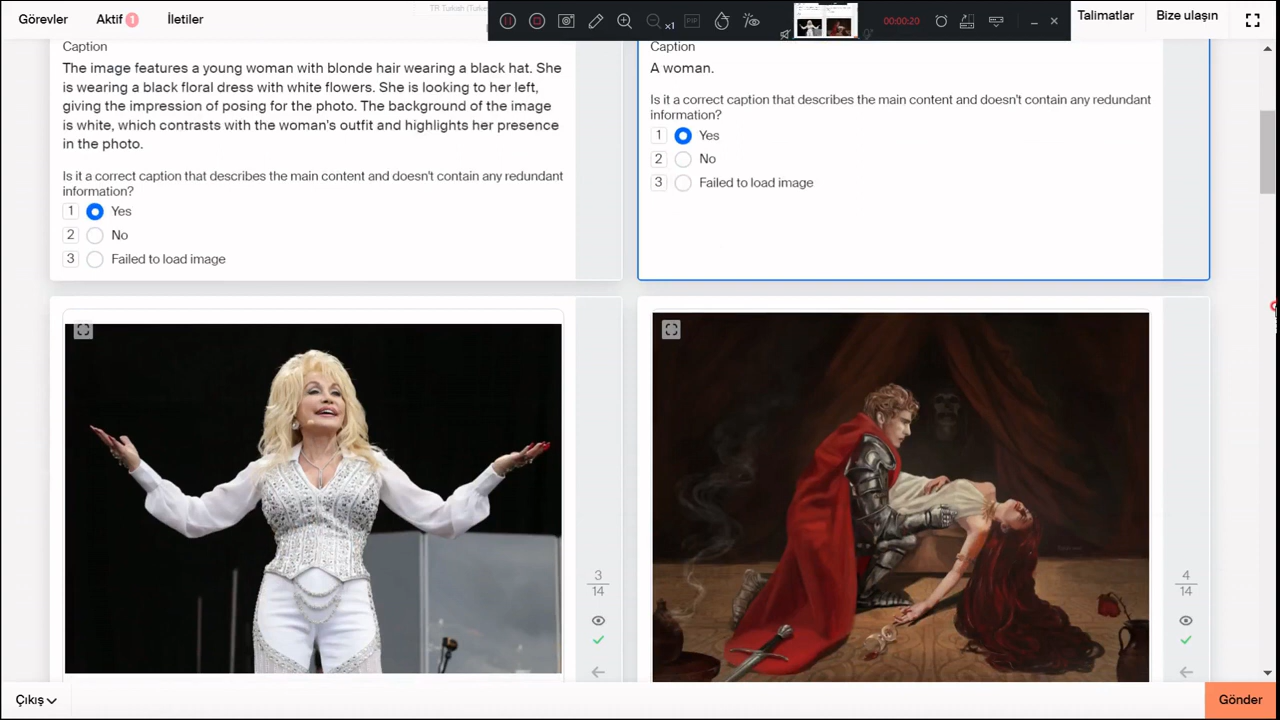 Görevler
Aktif 1
İletiler
x1
PIP
00:00:20
Talimatlar
Bize ulaşın
Caption
The image features a young woman with blonde hair wearing a black hat. She
is wearing a black floral dress with white flowers. She is looking to her left,
giving the impression of posing for the photo. The background of the image
is white, which contrasts with the woman's outfit and highlights her presence
in the photo.
Is it a correct caption that describes the main content and doesn't contain any redundant
information?
1 Yes
2 No
3 Failed to load image
Caption
A woman.
Is it a correct caption that describes the main content and doesn't contain any redundant
information?
1 Yes
2 No
3 Failed to load image
3
14
4
14
Çıkış
Gönder